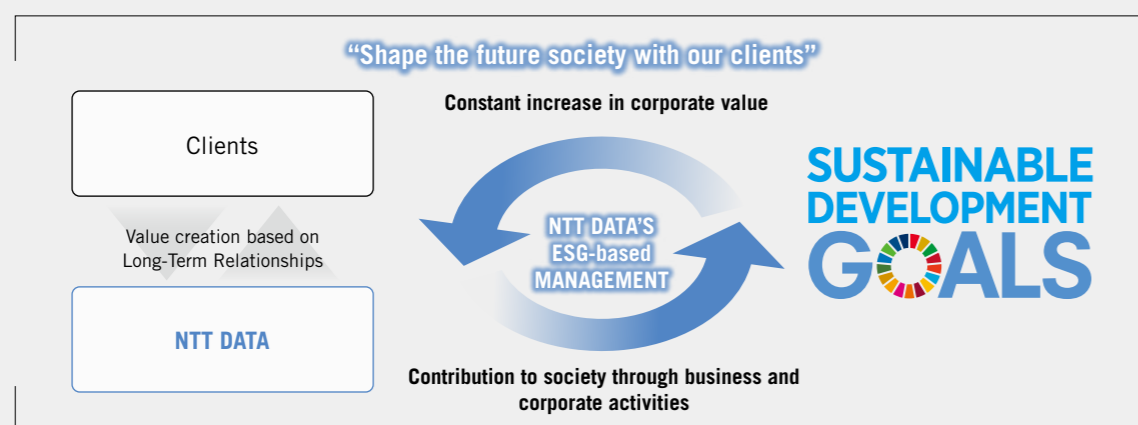 “Shape the future society with our clients”
Clients
Value creation based on
Long-Term Relationships
NTT DATA
Constant increase in corporate value
NTT DATA’S
ESG-based
MANAGEMENT
Contribution to society through business and
corporate activities
SUSTAINABLE
DEVELOPMENT
GOALS